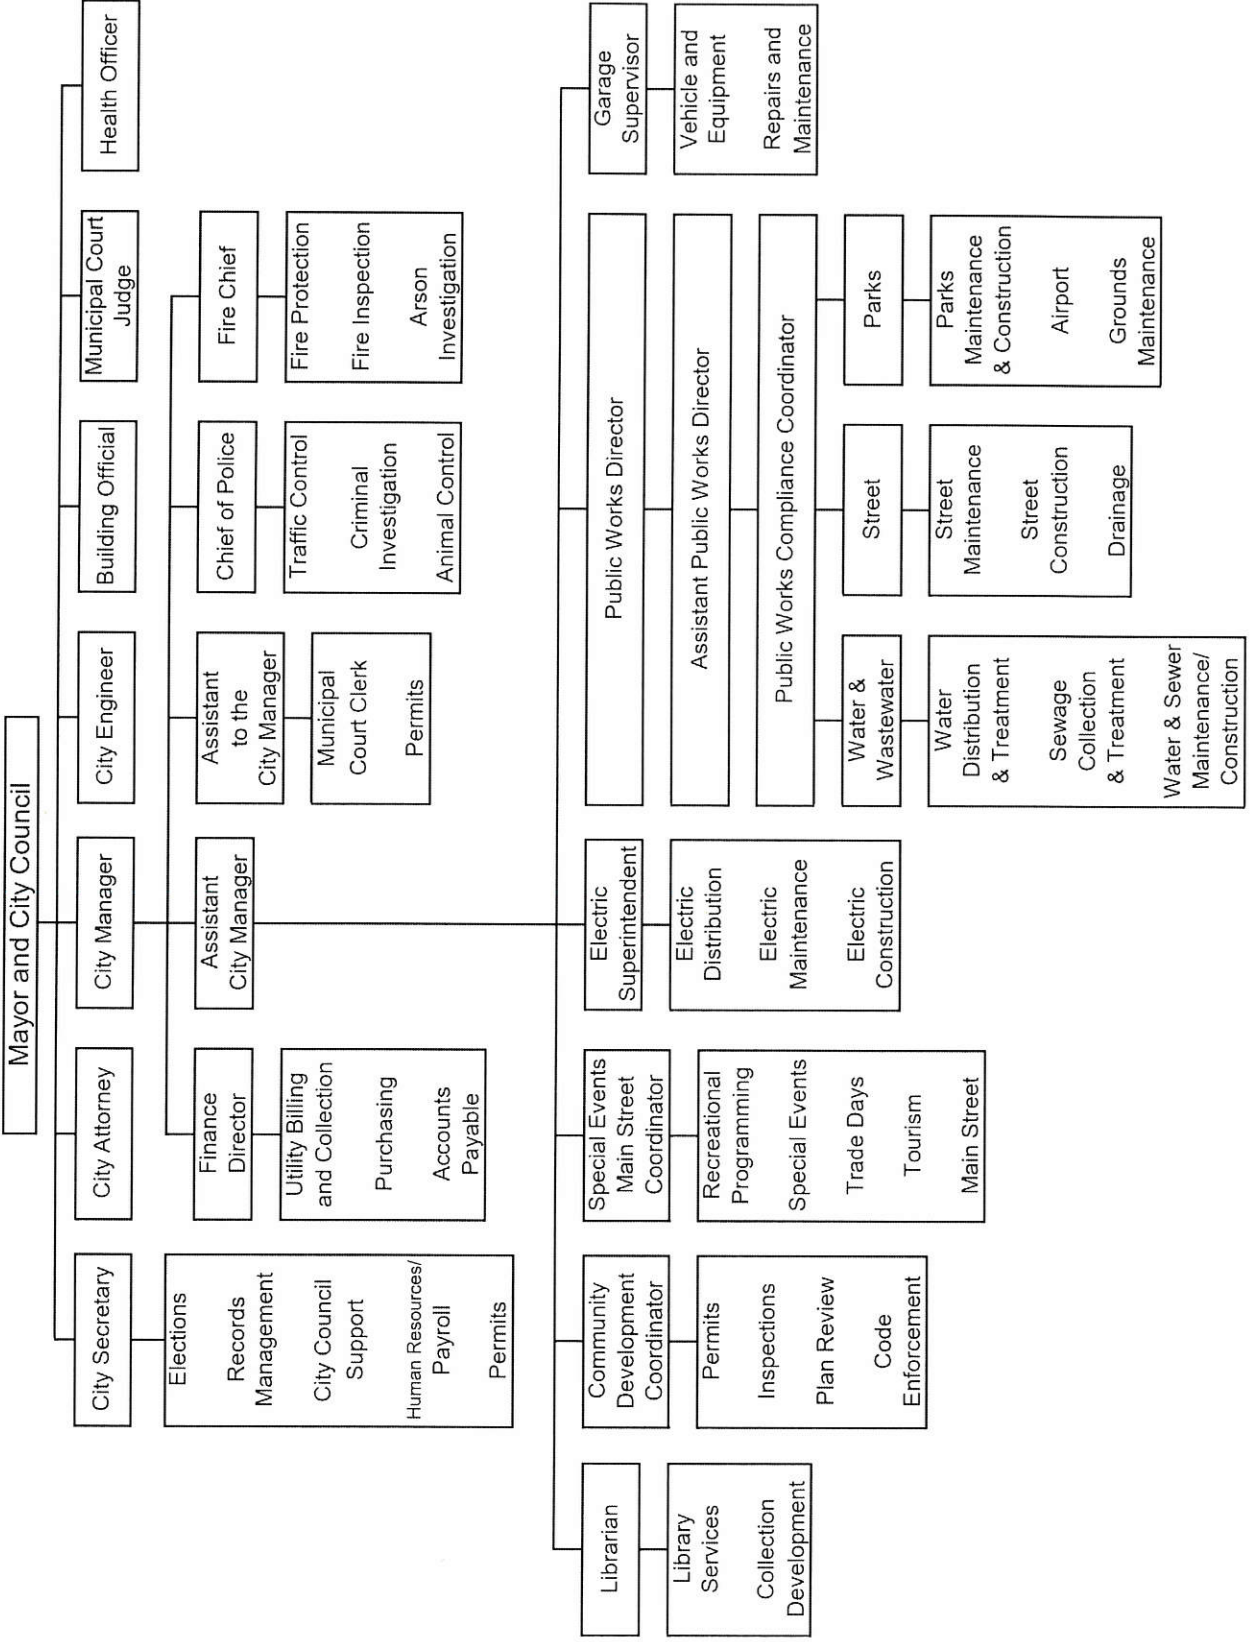 Mayor and City Council
City Secretary
City Attorney
City Manager
City Engineer
Building Official
Municipal Court
Judge
Health Officer
Elections
Records
Management
City Council
Support
Human Resources/
Payroll
Permits
Finance
Director
Utility Billing
and Collection
Purchasing
Accounts
Payable
Assistant
City Manager
Assistant
to the
City Manager
Municipal
Court Clerk
Permits
Chief of Police
Traffic Control
Criminal
Investigation
Animal Control
Fire Chief
Fire Protection
Fire Inspection
Arson
Investigation
Librarian
Library
Services
Collection
Development
Community
Development
Coordinator
Permits
Inspections
Plan Review
Code
Enforcement
Special Events
Main Street
Coordinator
Recreational
Programming
Special Events
Trade Days
Tourism
Main Street
Electric
Superintendent
Electric
Distribution
Electric
Maintenance
Electric
Construction
Public Works Director
Assistant Public Works Director
Public Works Compliance Coordinator
Water &
Wastewater
Water
Distribution
& Treatment
Sewage
Collection
& Treatment
Water & Sewer
Maintenance/
Construction
Street
Street
Maintenance
Street
Construction
Drainage
Parks
Parks
Maintenance
& Construction
Airport
Grounds
Maintenance
Garage
Supervisor
Vehicle and
Equipment
Repairs and
Maintenance